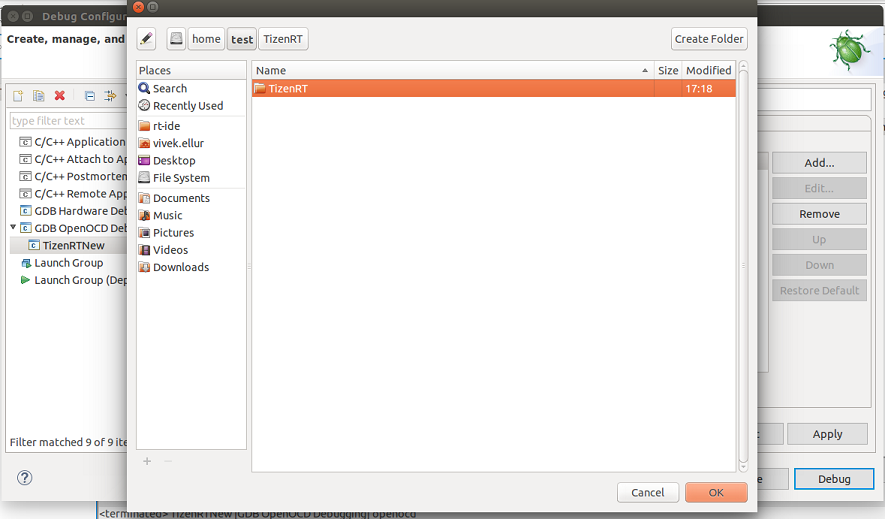 Debug Configur
Create, manage, and
home test TizenRT Create Folder
Places
Search
Recently Used
rt-ide
vivek.ellur
Desktop
File System
Documents
Music
Pictures
Videos
Downloads
Name Size Modified
TizenRT 17:18
type filter text
C/C++ Application
C/C++ Attach to Ap
C/C++ Postmortem
C/C++ Remote App
GDB Hardware Deb
GDB OpenOCD Deb
TizenRTNew
Launch Group
Launch Group (Dep
Filter matched 9 of 9 ite
Add...
Edit...
Remove
Up
Down
Restore Default
Apply
Cancel OK
Debug
<terminated> TizenRTNew [GDB OpenOCD Debugging] openocd